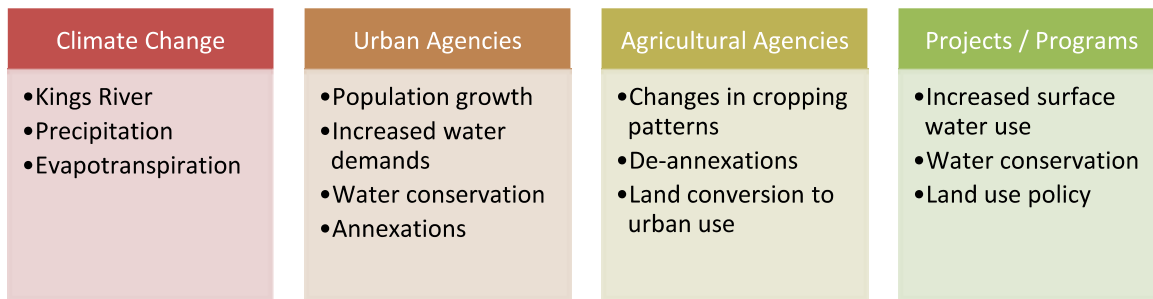 Climate Change
•Kings River
•Precipitation
•Evapotranspiration
Urban Agencies
•Population growth
•Increased water
demands
•Water conservation
•Annexations
Agricultural Agencies
•Changes in cropping
patterns
•De-annexations
•Land conversion to
urban use
Projects / Programs
•Increased surface
water use
•Water conservation
•Land use policy